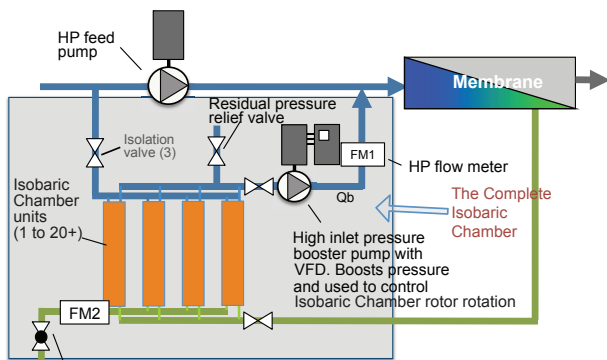 HP feed
pump
Membrane
Residual pressure
relief valve
Isolation
valve (3)
FM1
HP flow meter
Qb
Isobaric
Chamber
units
(1 to 20+)
The Complete
Isobaric
Chamber
High inlet pressure
booster pump with
VFD. Boosts pressure
and used to control
Isobaric Chamber rotor rotation
FM2